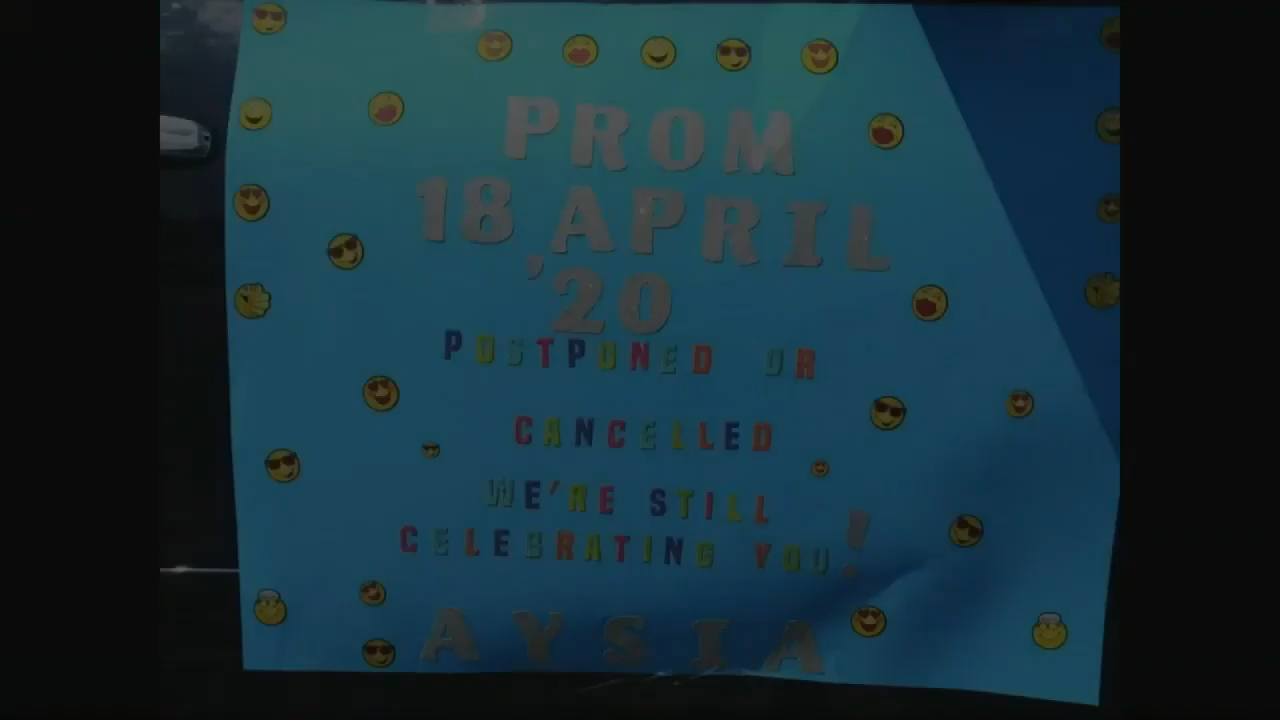 PROM
18 APRIL
'20
POSTPONED OR
CANCELLED
WE'RE STILL
CELEBRATING YOU!
AYSIA